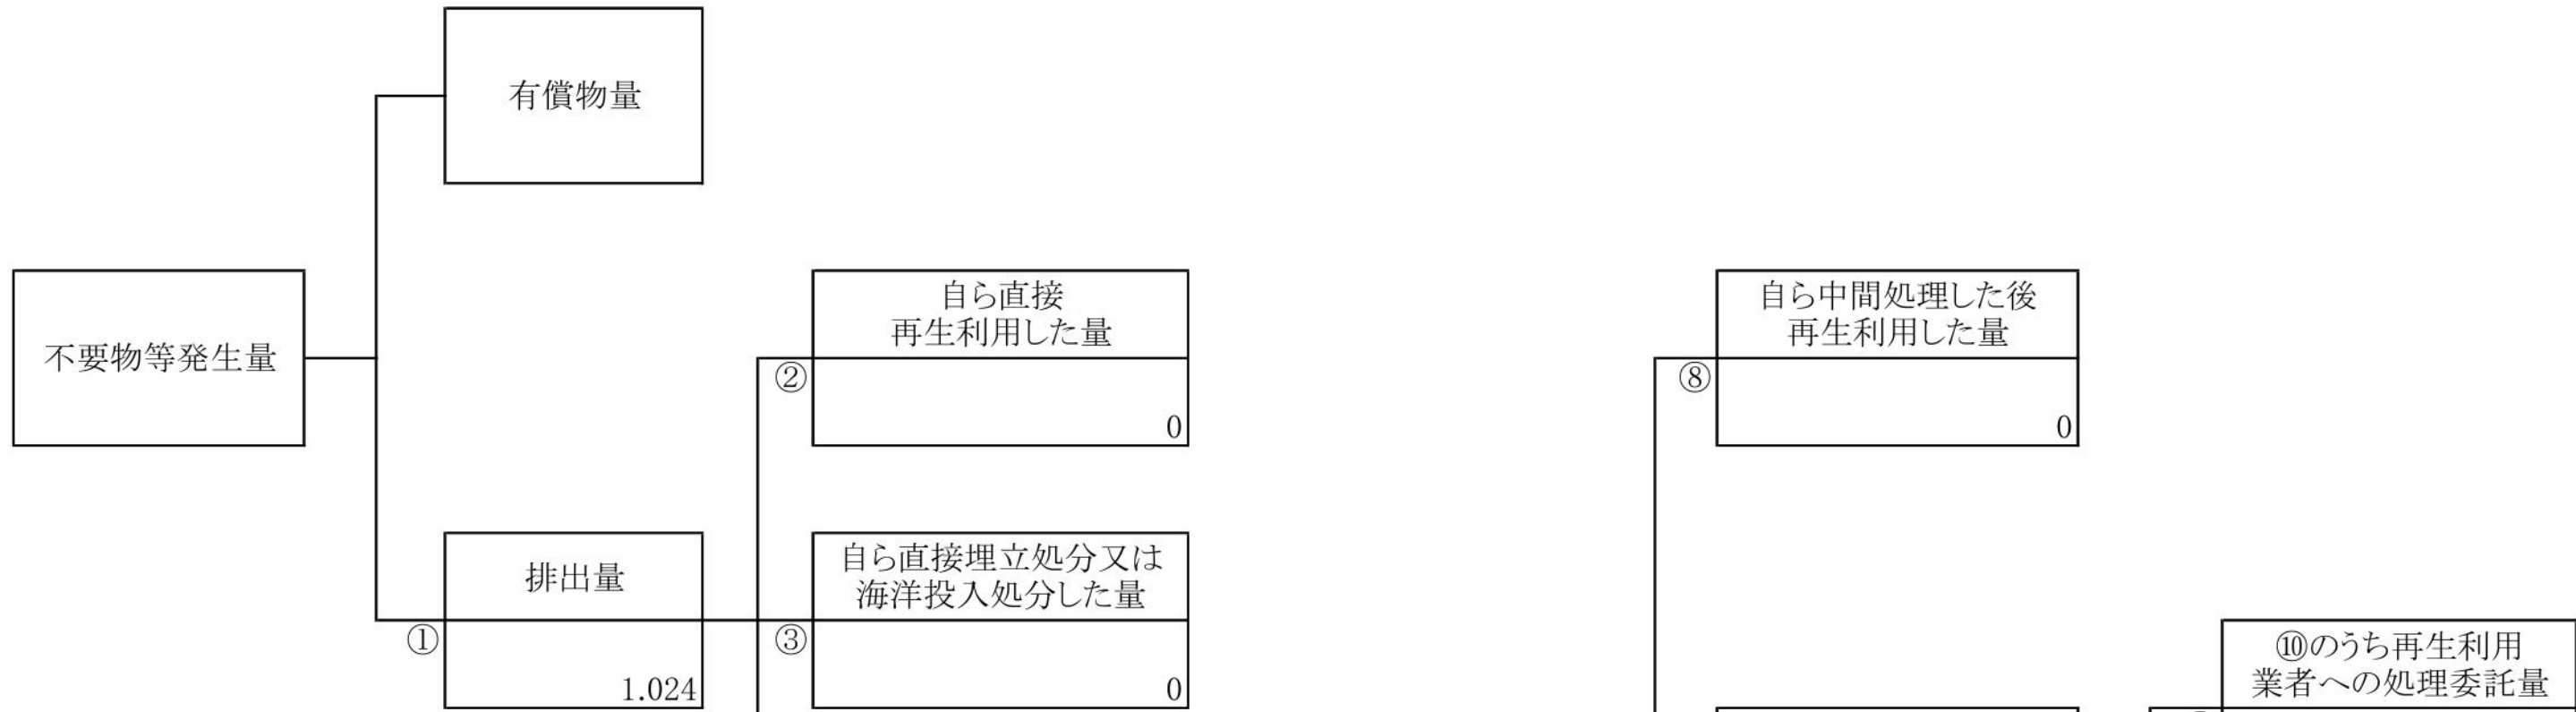 有償物量
不要物等発生量
自ら直接
再生利用した量
②
0
自ら中間処理した後
再生利用した量
⑧
0
排出量
①
1.024
自ら直接埋立処分又は
海洋投入処分した量
③
0
⑩のうち再生利用
業者への処理委託量